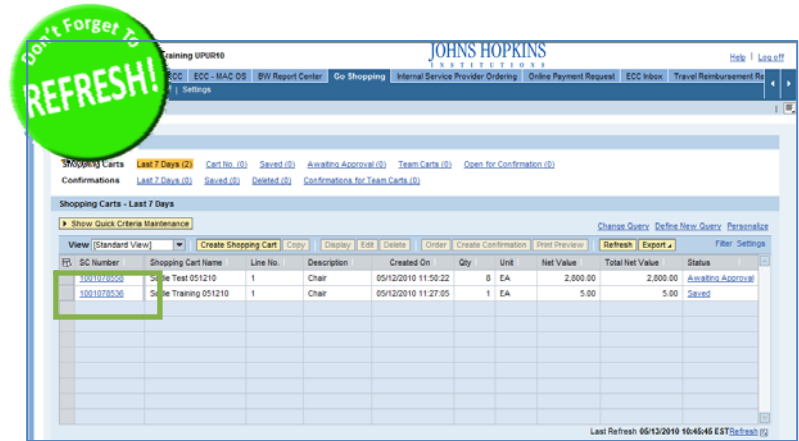 Don't Forget To
REFRESH!
raining UPUR10
JOHNS HOPKINS
INSTITUTIONS
Help | Log off
ECC ECC - MAC OS BW Report Center Go Shopping Internal Service Provider Ordering Online Payment Request ECC Inbox Travel Reimbursement Re
| Settings
Shopping Carts Last 7 Days (2) Cart No. (0) Saved (0) Awaiting Approval (0) Team Carts (0) Open for Confirmation (0)
Confirmations Last 7 Days (0) Saved (0) Deleted (0) Confirmations for Team Carts (0)
Shopping Carts - Last 7 Days
Show Quick Criteria Maintenance
Change Query Define New Query Personalize
View [Standard View] Create Shopping Cart Copy Display Edit Delete Order Create Confirmation Print Preview Refresh Export Filter Settings
SC Number Shopping Cart Name Line No. Description Created On Qty Unit Net Value Total Net Value Status
1001078558 Test 051210 1 Chair 05/12/2010 11:50:22 8 EA 2,800.00 2,800.00 Awaiting Approval
1001078536 Training 051210 1 Chair 05/12/2010 11:27:05 1 EA 5.00 5.00 Saved
Last Refresh 05/13/2010 10:45:45 EST Refresh